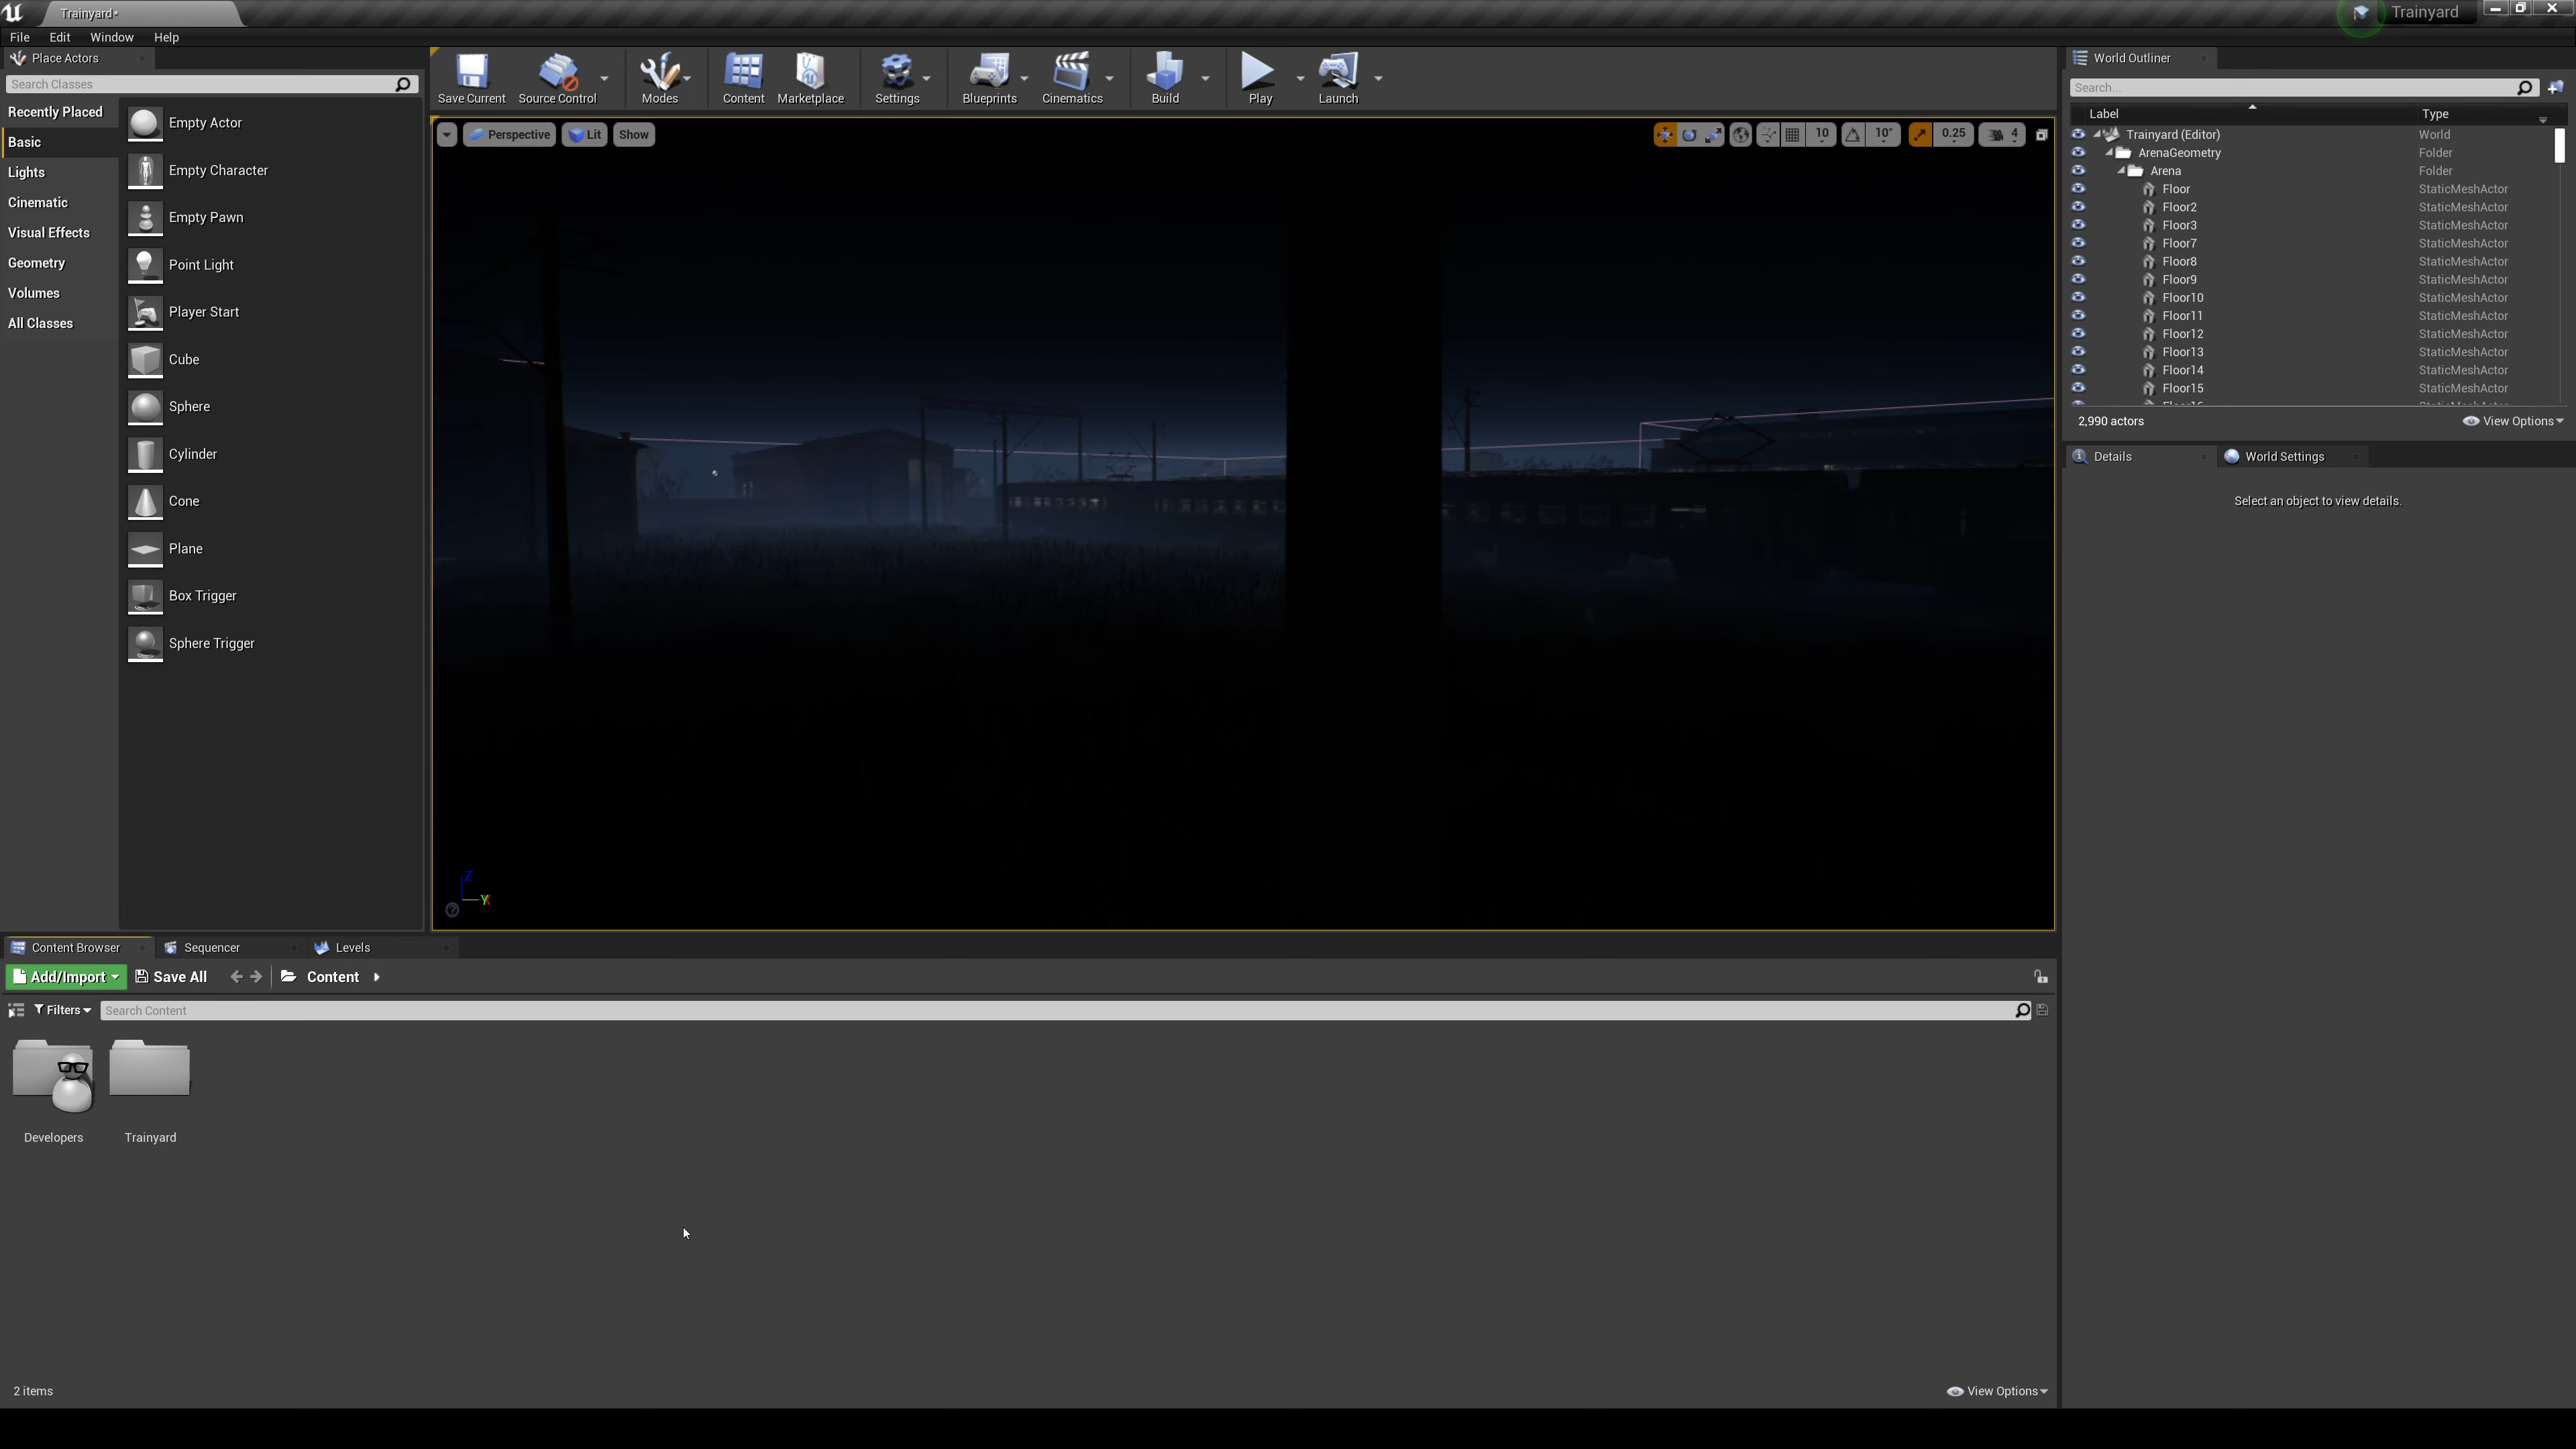 Trainyard*
Trainyard
File Edit Window Help
Place Actors
Search Classes
Recently Placed
Basic
Lights
Cinematic
Visual Effects
Geometry
Volumes
All Classes
Empty Actor
Empty Character
Empty Pawn
Point Light
Player Start
Cube
Sphere
Cylinder
Cone
Plane
Box Trigger
Sphere Trigger
Save Current Source Control Modes Content Marketplace Settings Blueprints Cinematics Build Play Launch
Perspective Lit Show 10 10° 0.25 4
Z
Y
World Outliner
Search...
Label Type
Trainyard (Editor) World
ArenaGeometry Folder
Arena Folder
Floor StaticMeshActor
Floor2 StaticMeshActor
Floor3 StaticMeshActor
Floor7 StaticMeshActor
Floor8 StaticMeshActor
Floor9 StaticMeshActor
Floor10 StaticMeshActor
Floor11 StaticMeshActor
Floor12 StaticMeshActor
Floor13 StaticMeshActor
Floor14 StaticMeshActor
Floor15 StaticMeshActor
2,990 actors View Options
Details World Settings
Select an object to view details.
Content Browser Sequencer Levels
Add/Import Save All Content
Filters Search Content
Developers Trainyard
2 items View Options